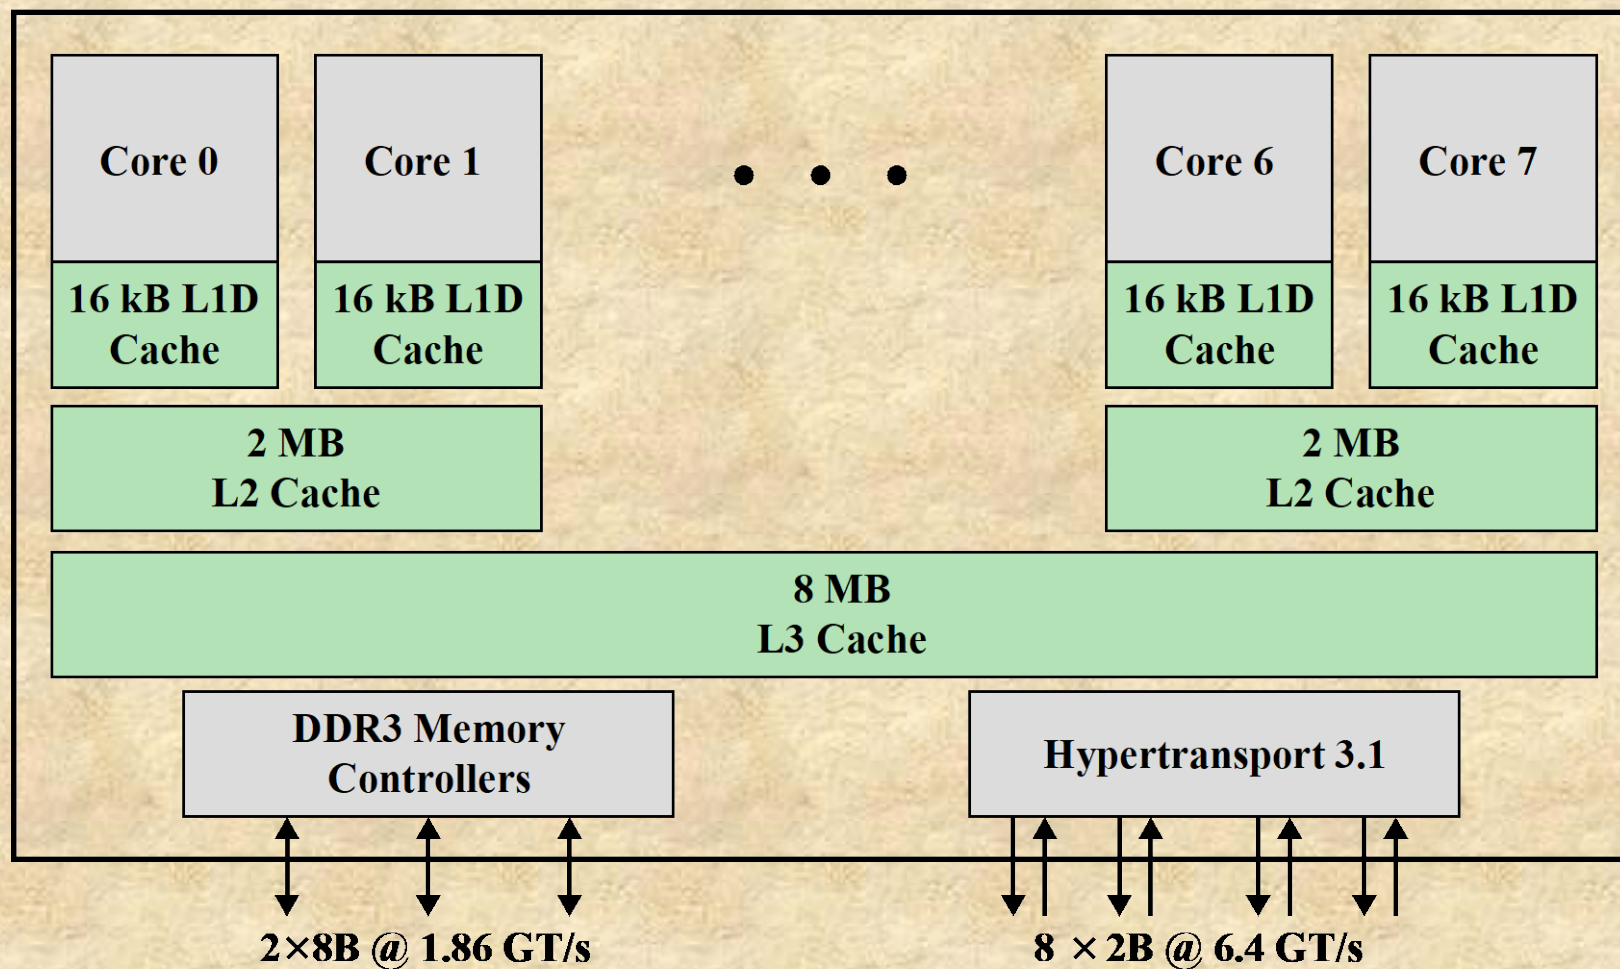 Core 0
Core 1
Core 6
Core 7
16 kB L1D
Cache
16 kB L1D
Cache
16 kB L1D
Cache
16 kB L1D
Cache
2 MB
L2 Cache
2 MB
L2 Cache
8 MB
L3 Cache
DDR3 Memory
Controllers
Hypertransport 3.1
2×8B @ 1.86 GT/s
8 × 2B @ 6.4 GT/s